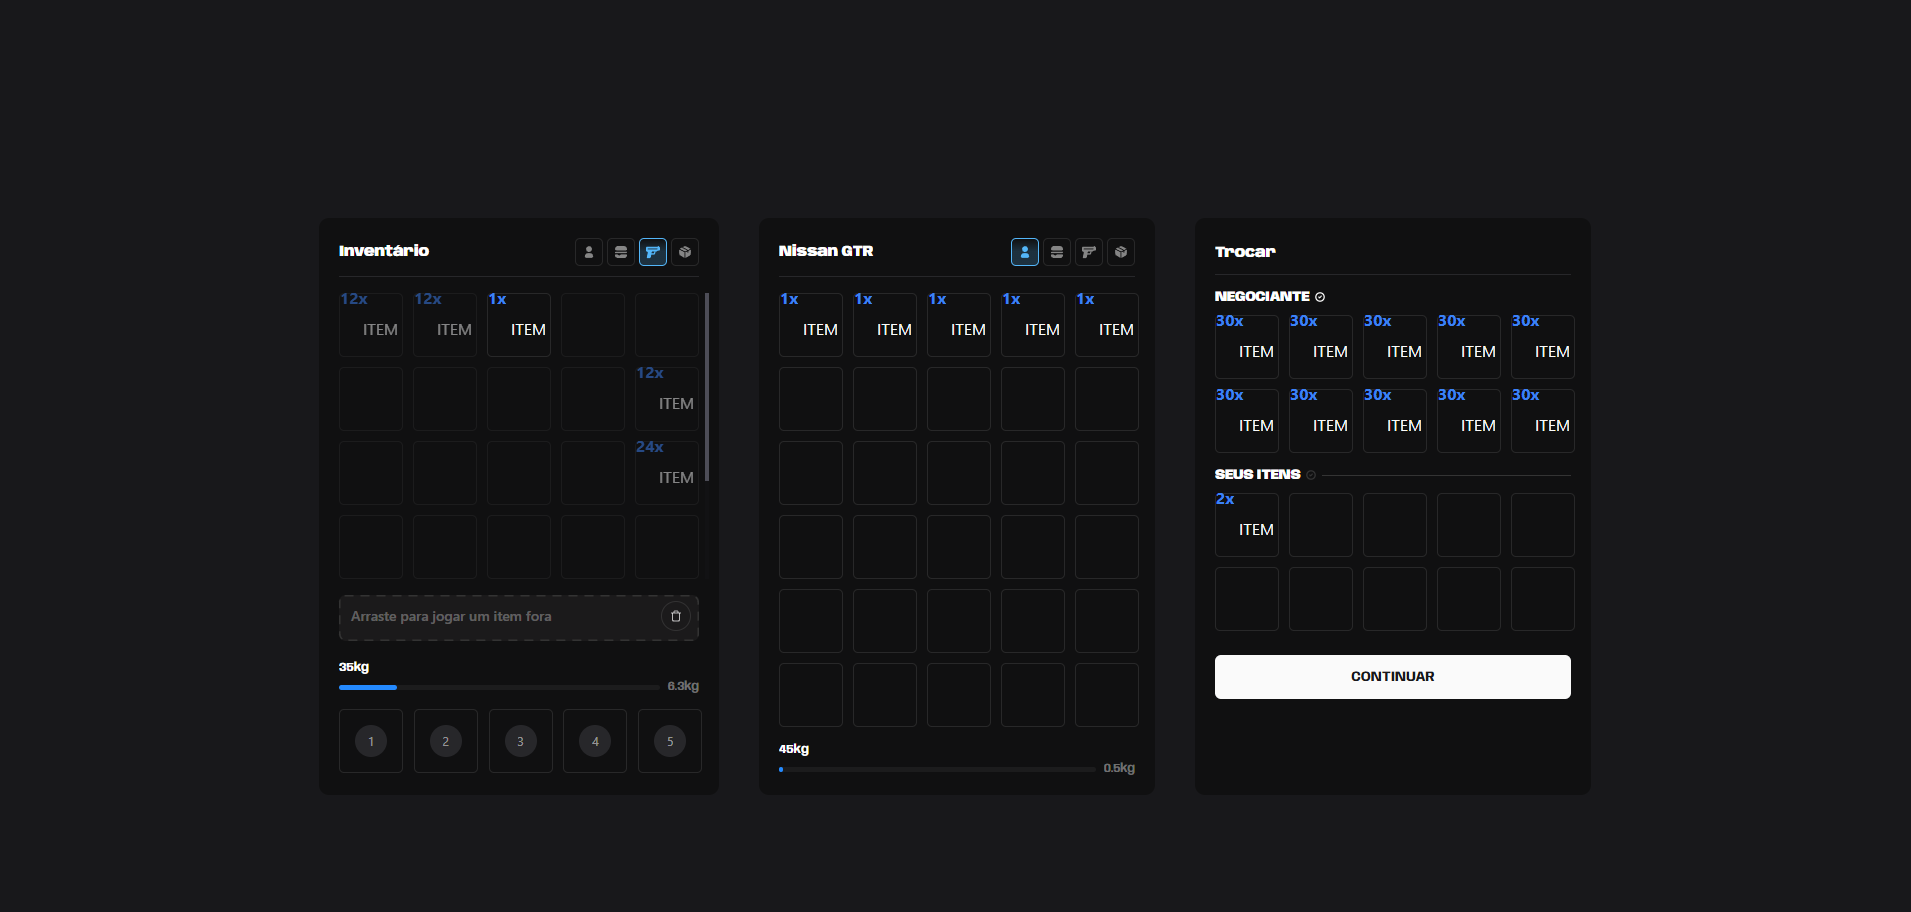 Inventário
12x 12x 1x
ITEM ITEM ITEM
12x
ITEM
24x
ITEM
Arraste para jogar um item fora
35kg
6.3kg
1 2 3 4 5
Nissan GTR
1x 1x 1x 1x 1x
ITEM ITEM ITEM ITEM ITEM
45kg
0.5kg
Trocar
NEGOCIANTE
30x 30x 30x 30x 30x
ITEM ITEM ITEM ITEM ITEM
30x 30x 30x 30x 30x
ITEM ITEM ITEM ITEM ITEM
SEUS ITENS
2x
ITEM
CONTINUAR